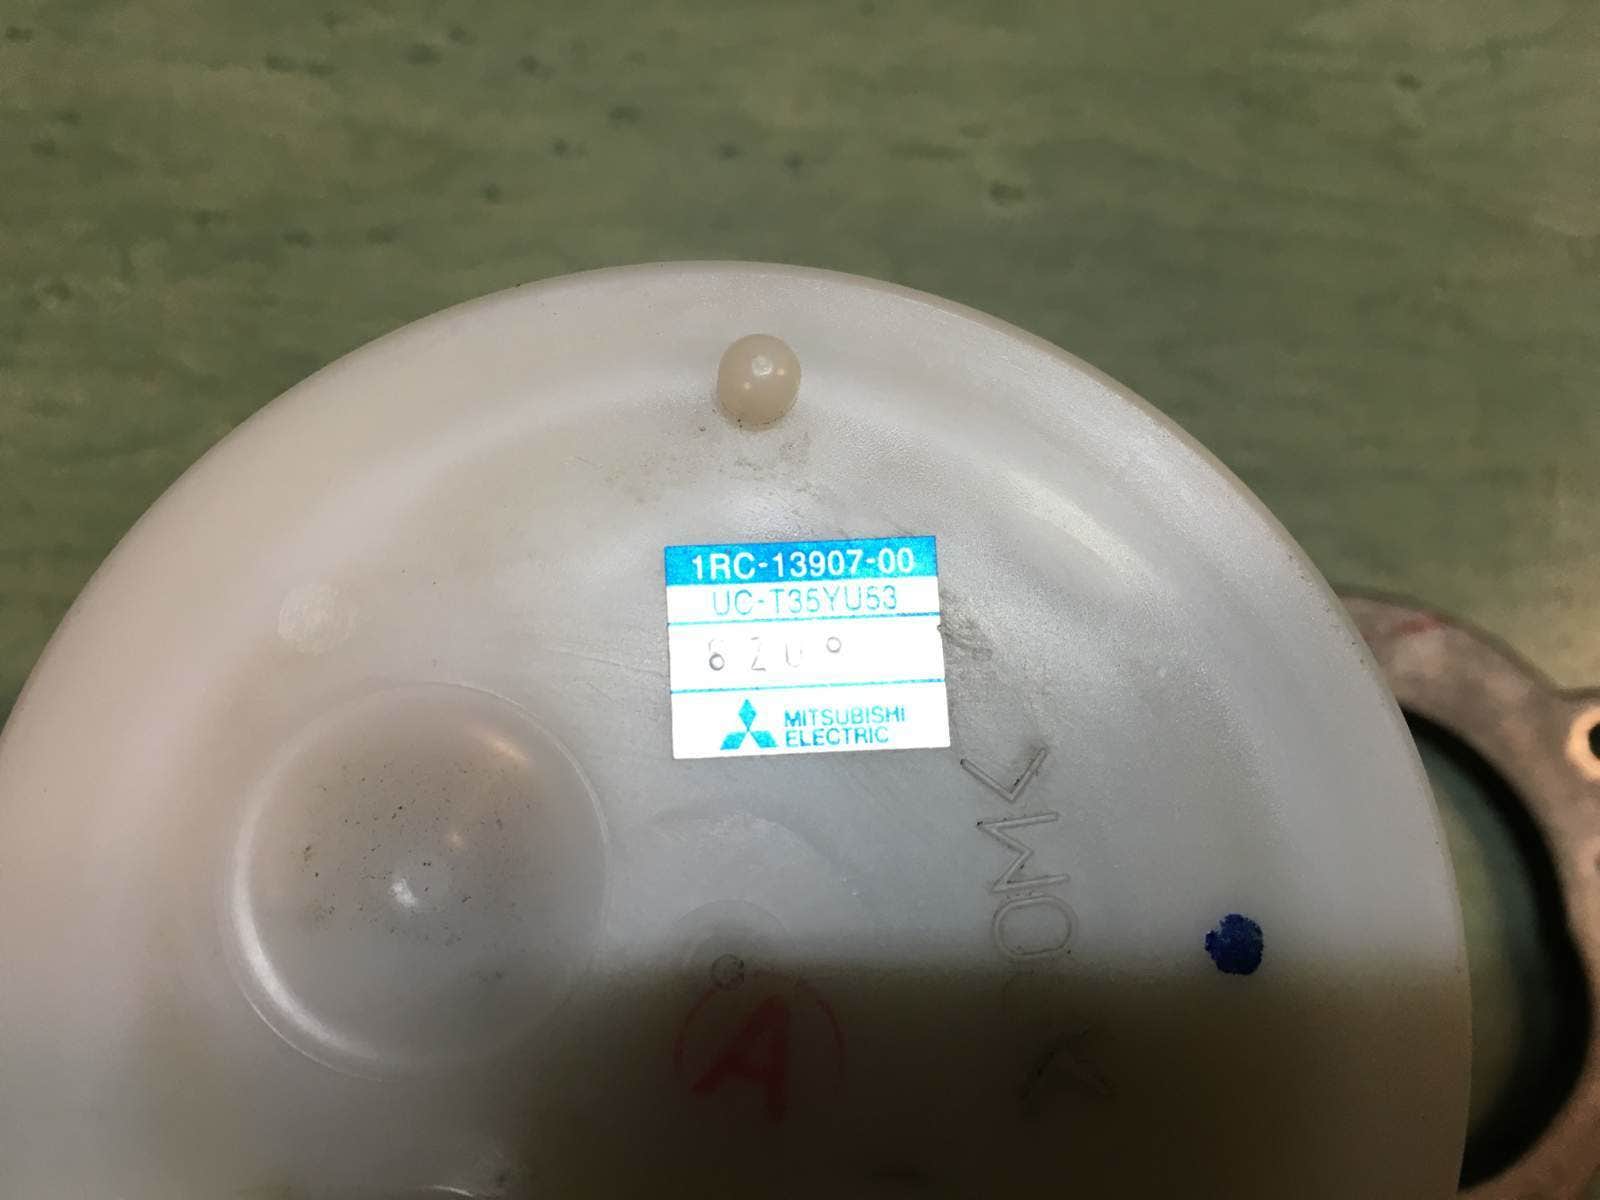 1RC-13907-00
UC-T35YU53
MITSUBISHI
ELECTRIC
A